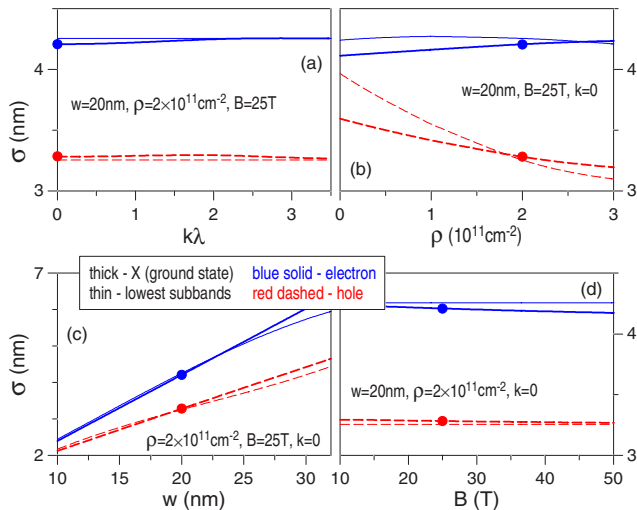 4
4
(a)
w=20nm, ρ=2×10¹¹cm⁻², B=25T
w=20nm, B=25T, k=0
(b)
σ (nm)
σ (nm)
3
3
0 1 2 3
0 1 2 3
kλ
ρ (10¹¹cm⁻²)
7
thick - X (ground state) blue solid - electron
thin - lowest subbands red dashed - hole
(c)
(d)
4
σ (nm)
σ (nm)
w=20nm, ρ=2×10¹¹cm⁻², k=0
ρ=2×10¹¹cm⁻², B=25T, k=0
2
3
10 15 20 25 30
10 20 30 40 50
w (nm)
B (T)